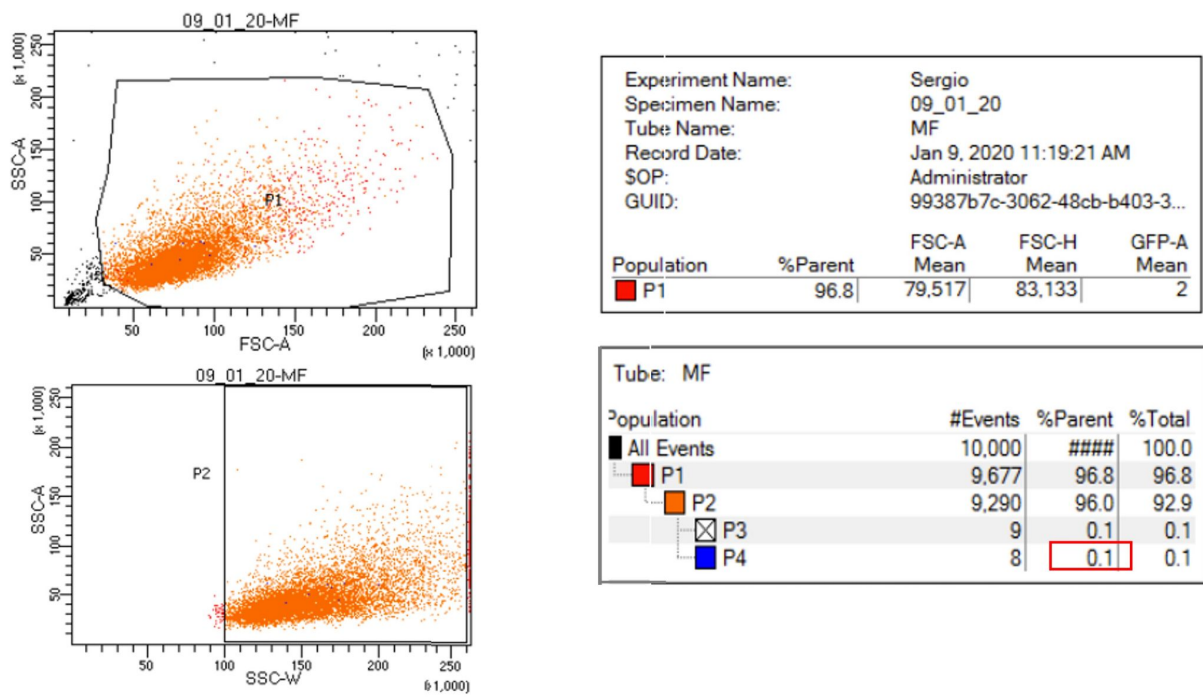 09_01_20-MF
(x 1,000)
250
200
150
100
50
SSC-A
P1
50 100 150 200 250
FSC-A
(x 1,000)
09_01_20-MF
(x 1,000)
250
200
150
100
50
SSC-A
P2
50 100 150 200 250
SSC-W
(x 1,000)
Experiment Name: Sergio
Specimen Name: 09_01_20
Tube Name: MF
Record Date: Jan 9, 2020 11:19:21 AM
$OP: Administrator
GUID: 99387b7c-3062-48cb-b403-3...
FSC-A FSC-H GFP-A
Population %Parent Mean Mean Mean
P1 96.8 79,517 83,133 2
Tube: MF
Population #Events %Parent %Total
All Events 10,000 #### 100.0
P1 9,677 96.8 96.8
P2 9,290 96.0 92.9
P3 9 0.1 0.1
P4 8 0.1 0.1